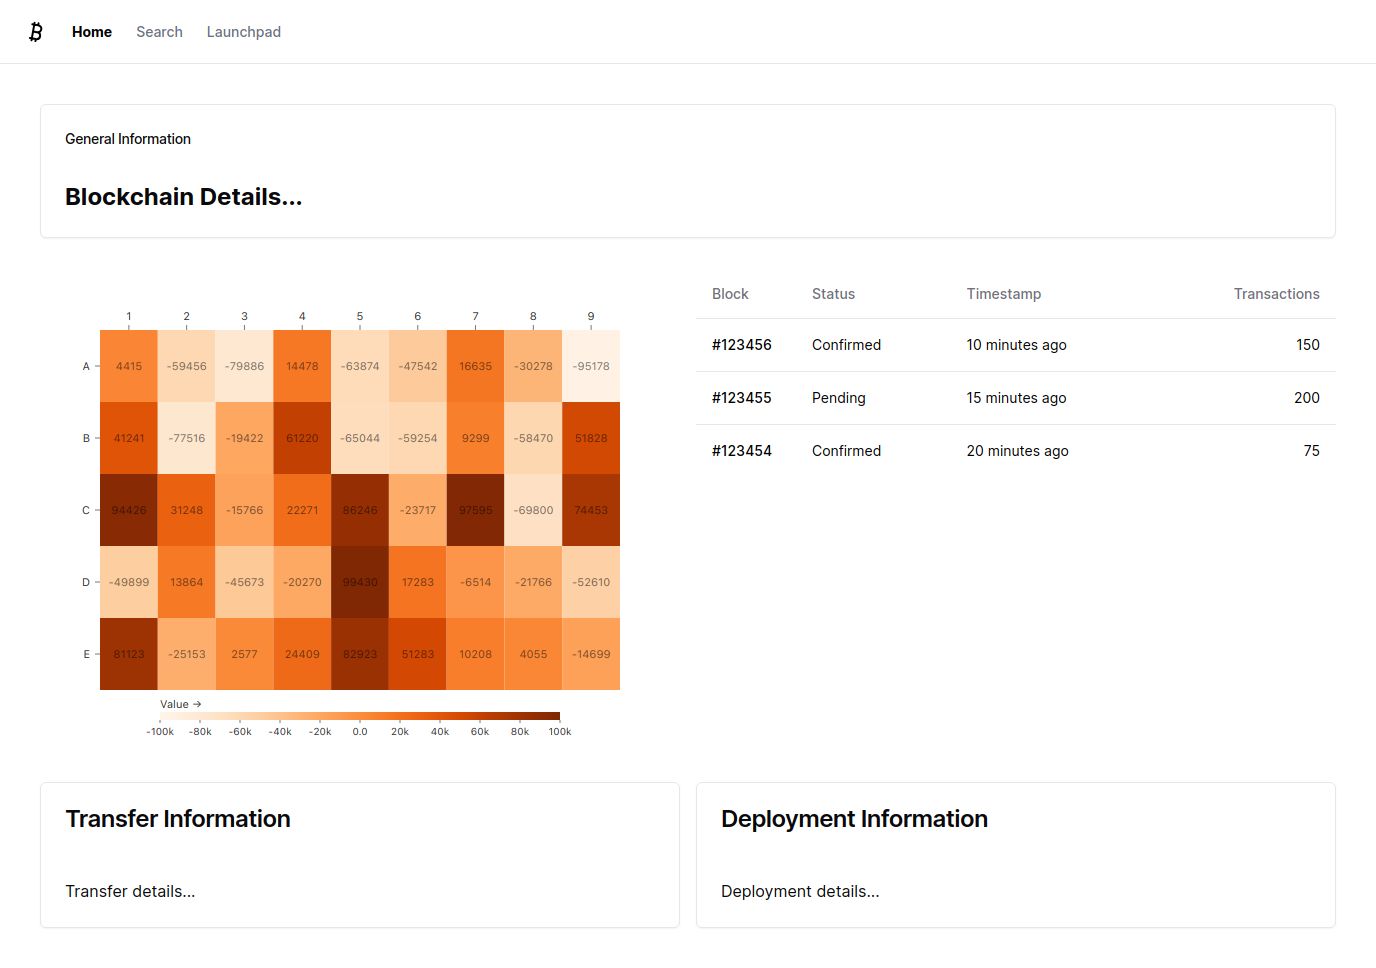 Home Search Launchpad
General Information
Blockchain Details...
1 2 3 4 5 6 7 8 9
A 4415 -59456 -79886 14478 -63874 -47542 16635 -30278 -95178
B 41241 -77516 -19422 61220 -65044 -59254 9299 -58470 51828
C 94426 31248 -15766 22271 86246 -23717 97595 -69800 74453
D -49899 13864 -45673 -20270 99430 17283 -6514 -21766 -52610
E 81123 -25153 2577 24409 82923 51283 10208 4055 -14699
Value →
-100k -80k -60k -40k -20k 0.0 20k 40k 60k 80k 100k
Block Status Timestamp Transactions
#123456 Confirmed 10 minutes ago 150
#123455 Pending 15 minutes ago 200
#123454 Confirmed 20 minutes ago 75
Transfer Information
Transfer details...
Deployment Information
Deployment details...